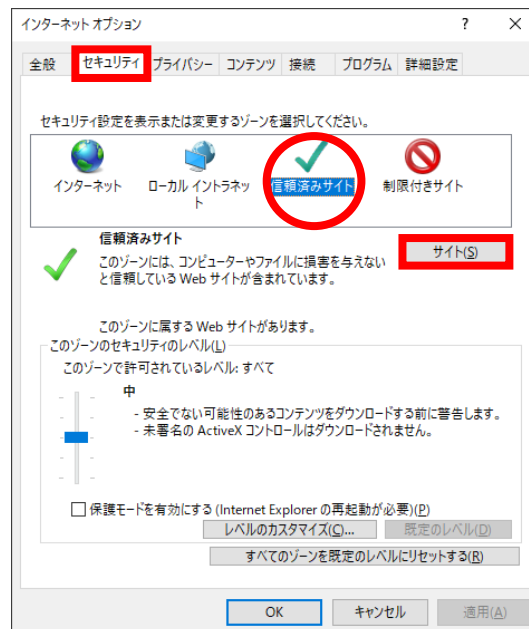 インターネット オプション
? ×
全般 セキュリティ プライバシー コンテンツ 接続 プログラム 詳細設定
セキュリティ設定を表示または変更するゾーンを選択してください。
インターネット ローカル イントラネッ 信頼済みサイト 制限付きサイト
ト
信頼済みサイト
サイト(S)
このゾーンには、コンピューターやファイルに損害を与えない
と信頼している Web サイトが含まれています。
このゾーンに属する Web サイトがあります。
このゾーンのセキュリティのレベル(L)
このゾーンで許可されているレベル: すべて
中
- 安全でない可能性のあるコンテンツをダウンロードする前に警告します。
- 未署名の ActiveX コントロールはダウンロードされません。
保護モードを有効にする (Internet Explorer の再起動が必要)(P)
レベルのカスタマイズ(C)... 既定のレベル(D)
すべてのゾーンを既定のレベルにリセットする(R)
OK キャンセル 適用(A)